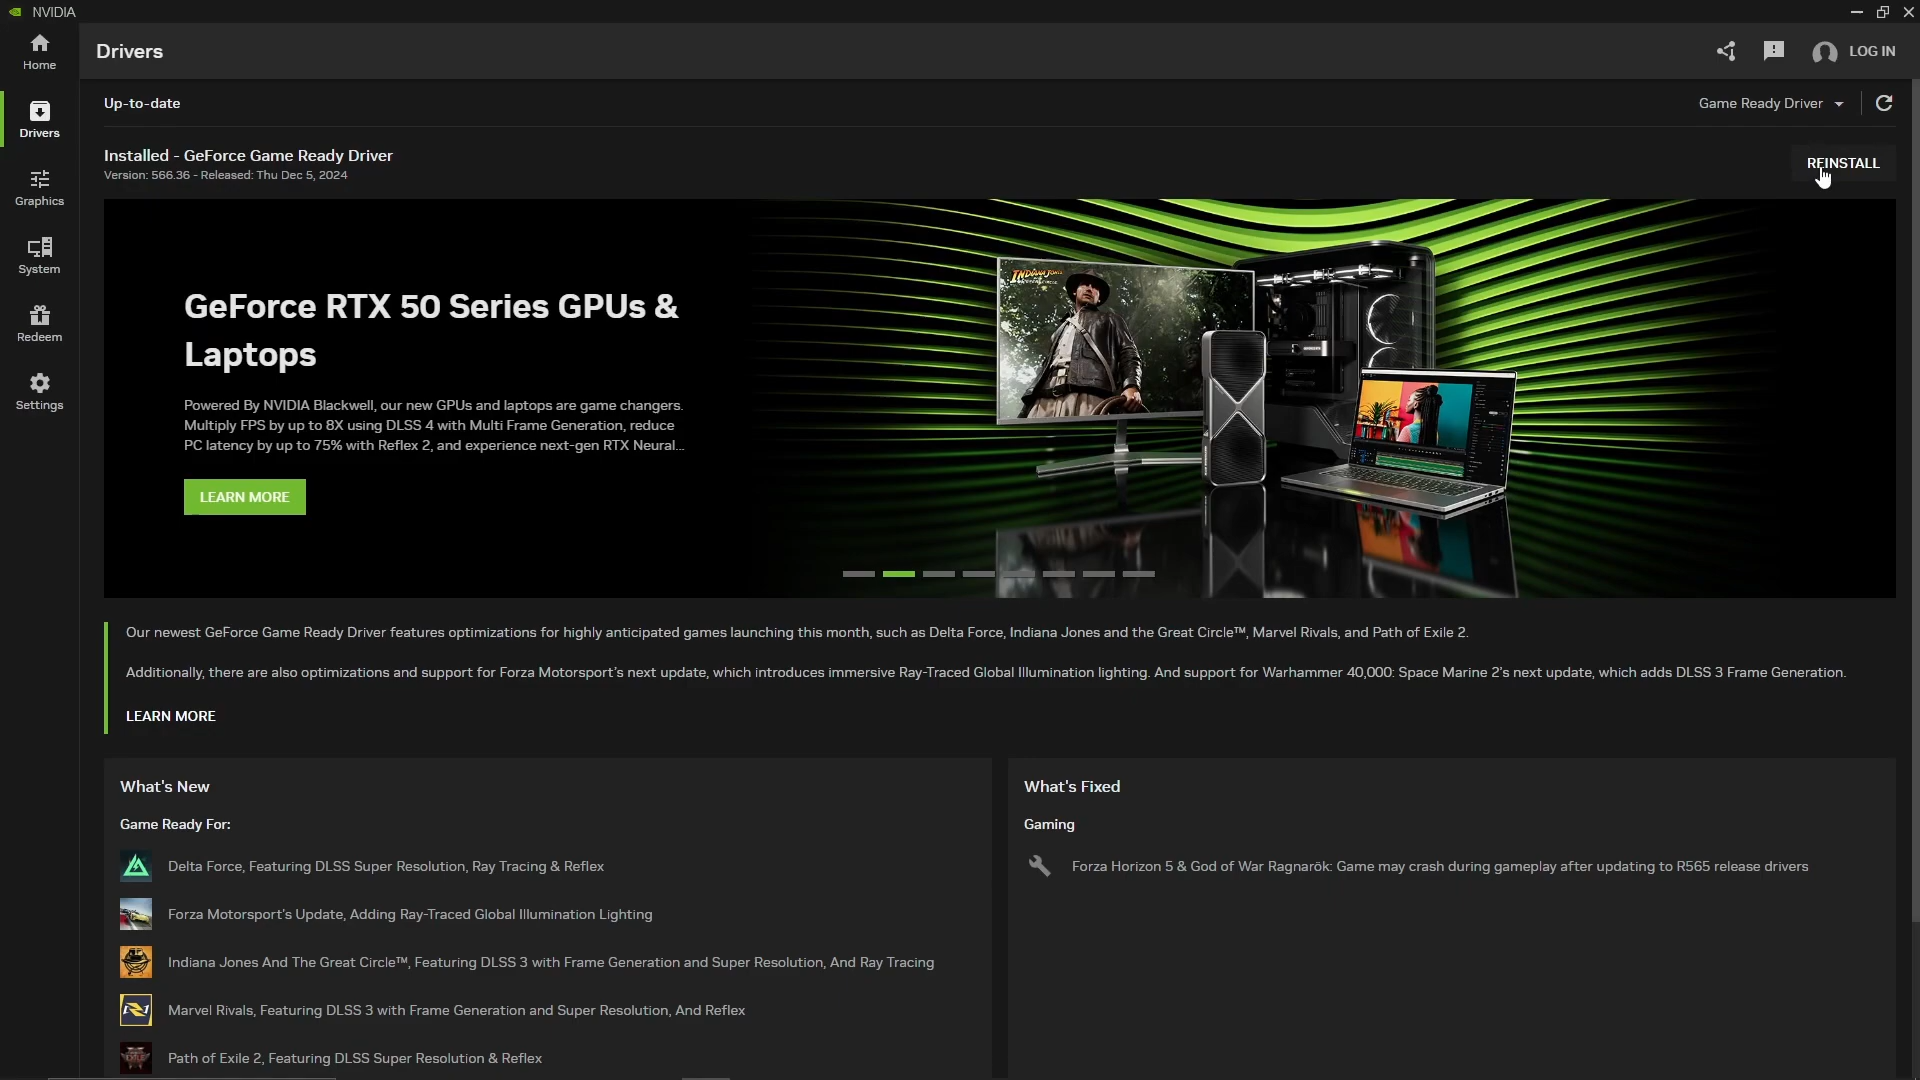 NVIDIA
Home
Drivers
Graphics
System
Redeem
Settings
Drivers
LOG IN
Up-to-date
Game Ready Driver
Installed - GeForce Game Ready Driver
Version: 566.36 - Released: Thu Dec 5, 2024
REINSTALL
GeForce RTX 50 Series GPUs &
Laptops
Powered By NVIDIA Blackwell, our new GPUs and laptops are game changers.
Multiply FPS by up to 8X using DLSS 4 with Multi Frame Generation, reduce
PC latency by up to 75% with Reflex 2, and experience next-gen RTX Neural...
LEARN MORE
INDIANA JONES
Our newest GeForce Game Ready Driver features optimizations for highly anticipated games launching this month, such as Delta Force, Indiana Jones and the Great Circle™, Marvel Rivals, and Path of Exile 2.
Additionally, there are also optimizations and support for Forza Motorsport's next update, which introduces immersive Ray-Traced Global Illumination lighting. And support for Warhammer 40,000: Space Marine 2's next update, which adds DLSS 3 Frame Generation.
LEARN MORE
What's New
Game Ready For:
Delta Force, Featuring DLSS Super Resolution, Ray Tracing & Reflex
Forza Motorsport's Update, Adding Ray-Traced Global Illumination Lighting
Indiana Jones And The Great Circle™, Featuring DLSS 3 with Frame Generation and Super Resolution, And Ray Tracing
Marvel Rivals, Featuring DLSS 3 with Frame Generation and Super Resolution, And Reflex
Path of Exile 2, Featuring DLSS Super Resolution & Reflex
What's Fixed
Gaming
Forza Horizon 5 & God of War Ragnarök: Game may crash during gameplay after updating to R565 release drivers